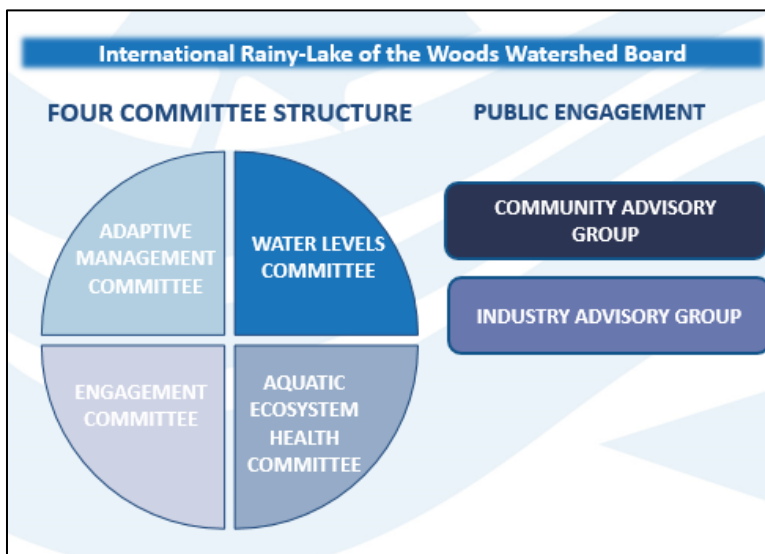 International Rainy-Lake of the Woods Watershed Board
FOUR COMMITTEE STRUCTURE
PUBLIC ENGAGEMENT
ADAPTIVE
MANAGEMENT
COMMITTEE
WATER LEVELS
COMMITTEE
ENGAGEMENT
COMMITTEE
AQUATIC
ECOSYSTEM
HEALTH
COMMITTEE
COMMUNITY ADVISORY
GROUP
INDUSTRY ADVISORY GROUP